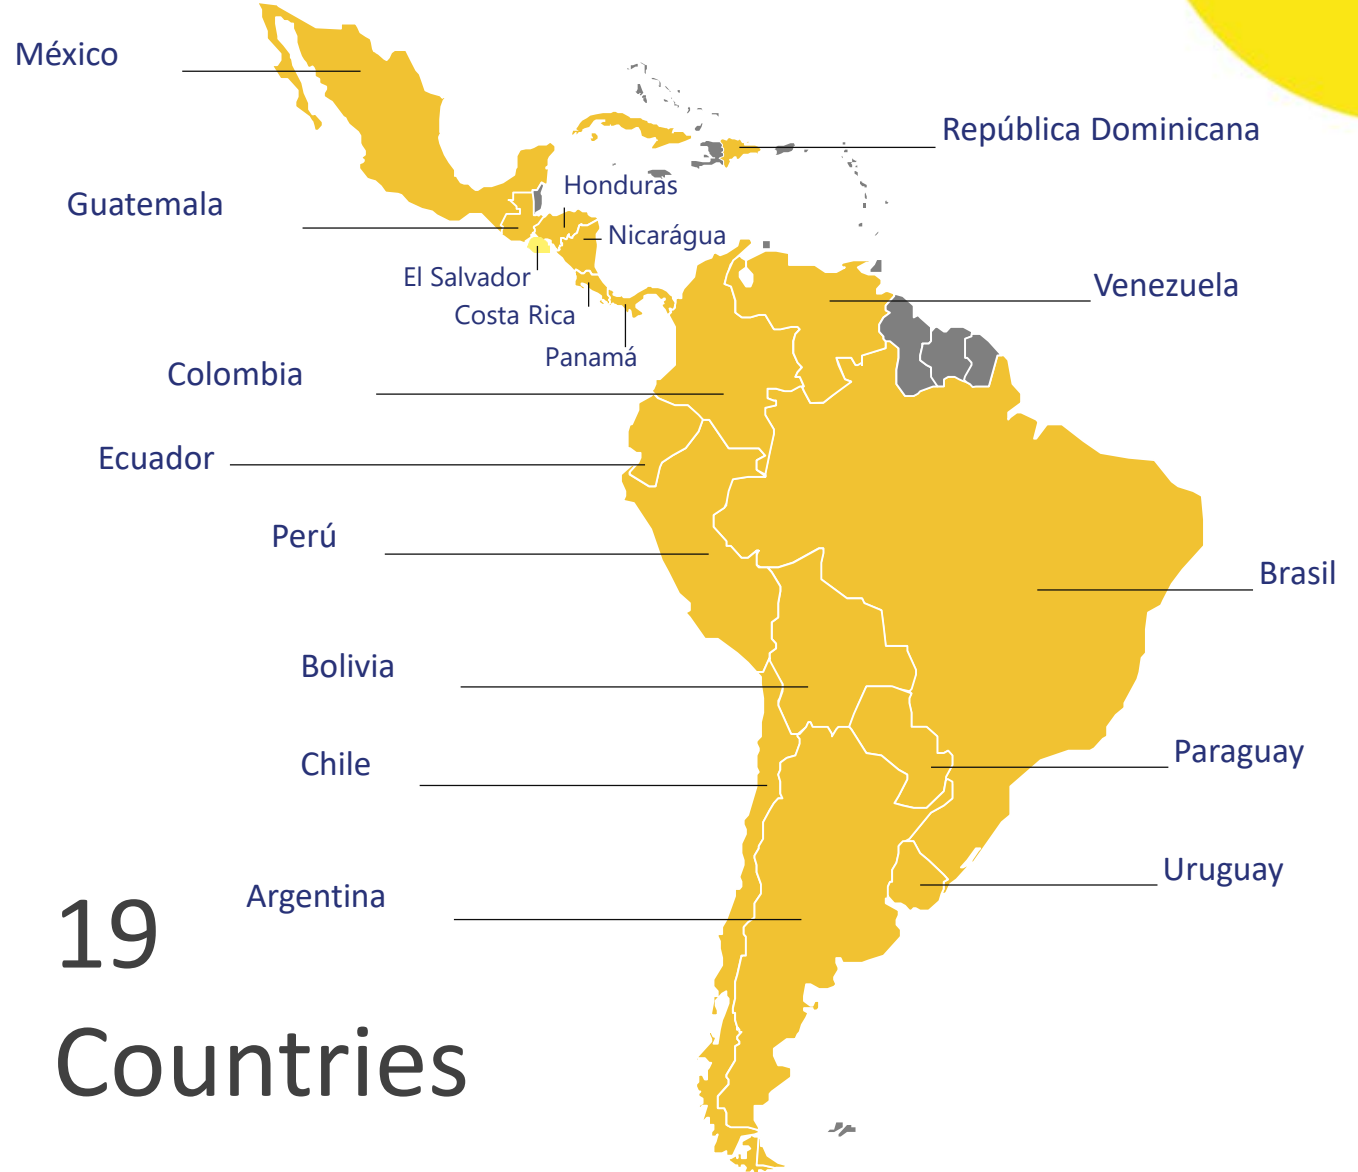 México
República Dominicana
Honduras
Guatemala
Nicarágua
El Salvador
Venezuela
Costa Rica
Panamá
Colombia
Ecuador
Perú
Brasil
Bolivia
Paraguay
Chile
Uruguay
Argentina
19
Countries